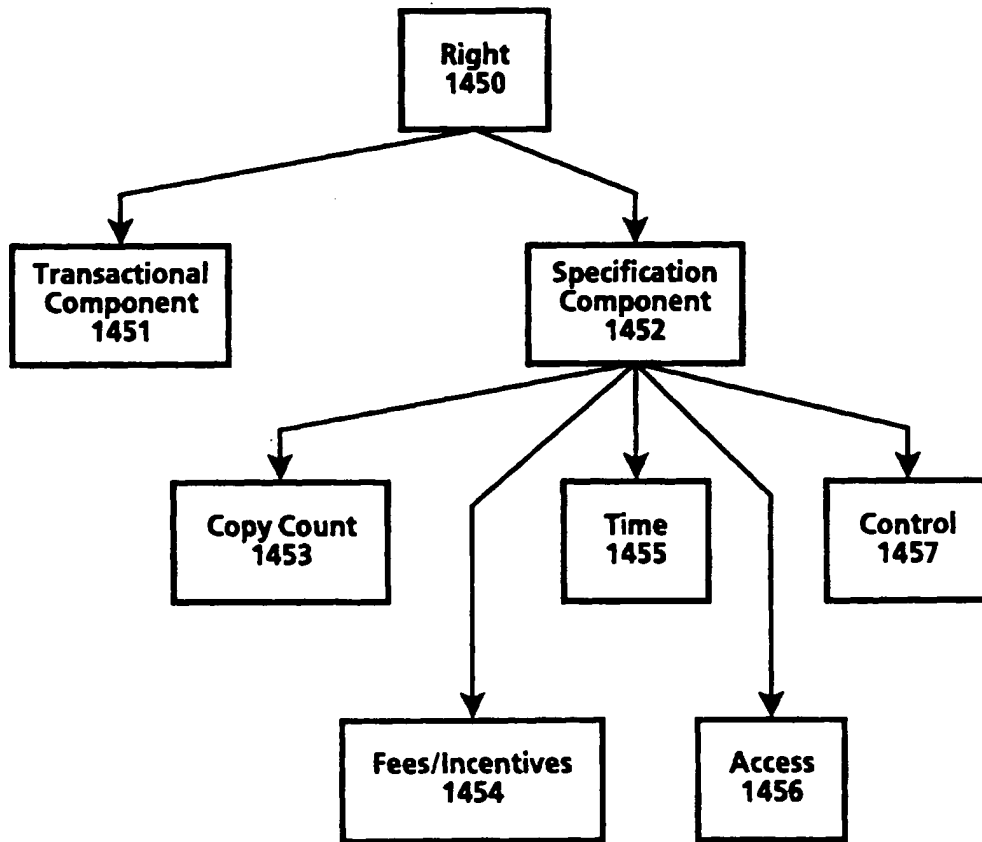 Right
1450
Transactional
Component
1451
Specification
Component
1452
Copy Count
1453
Time
1455
Control
1457
Fees/Incentives
1454
Access
1456